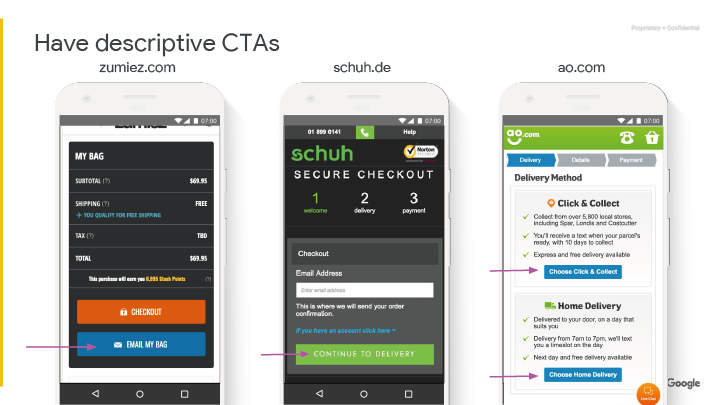 Proprietary + Confidential
Have descriptive CTAs
zumiez.com
schuh.de
ao.com
07:00
MY BAG
SUBTOTAL (?) $69.95
SHIPPING (?) FREE
+ YOU QUALIFY FOR FREE SHIPPING
TAX (?) TBD
TOTAL $69.95
This purchase will earn you 6,995 Stash Points (?)
CHECKOUT
EMAIL MY BAG
07:00
01 899 0141
Help
schuh
Norton
SECURE CHECKOUT
1 2 3
welcome delivery payment
Checkout
Email Address
Enter email address
This is where we will send your order
confirmation.
If you have an account click here
CONTINUE TO DELIVERY
07:00
ao.com
1
Delivery Details Payment
Delivery Method
Click & Collect
Collect from over 5,800 local stores,
including Spar, Londis and Costcutter
You'll receive a text when your parcel's
ready, with 10 days to collect
Express and free delivery available
Choose Click & Collect
Home Delivery
Delivered to your door, on a day that
suits you
Delivery from 7am to 7pm, we'll text
you a timeslot on the day
Next day and free delivery available
Choose Home Delivery
Live Chat
Google